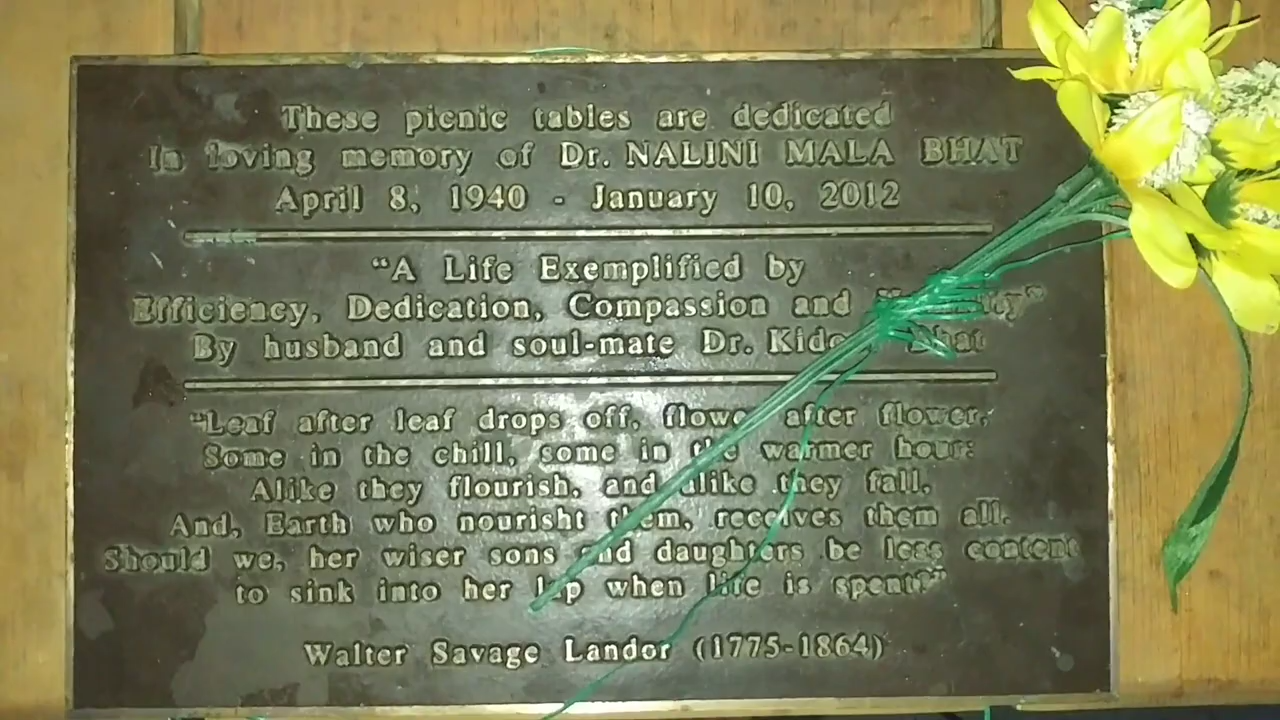 These picnic tables are dedicated
In loving memory of Dr. NALINI MALA BHAT
April 8, 1940 - January 10, 2012
"A Life Exemplified by
Efficiency, Dedication, Compassion and
By husband and soul-mate Dr. Bhat
"Leaf after leaf drops off, flower after flower,
Some in the chill, some in the warmer hour:
Alike they flourish, and alike they fall,
And, Earth who nourisht them, receives them all.
Should we, her wiser sons and daughters be less content
to sink into her lap when life is spent?"
Walter Savage Landor (1775-1864)